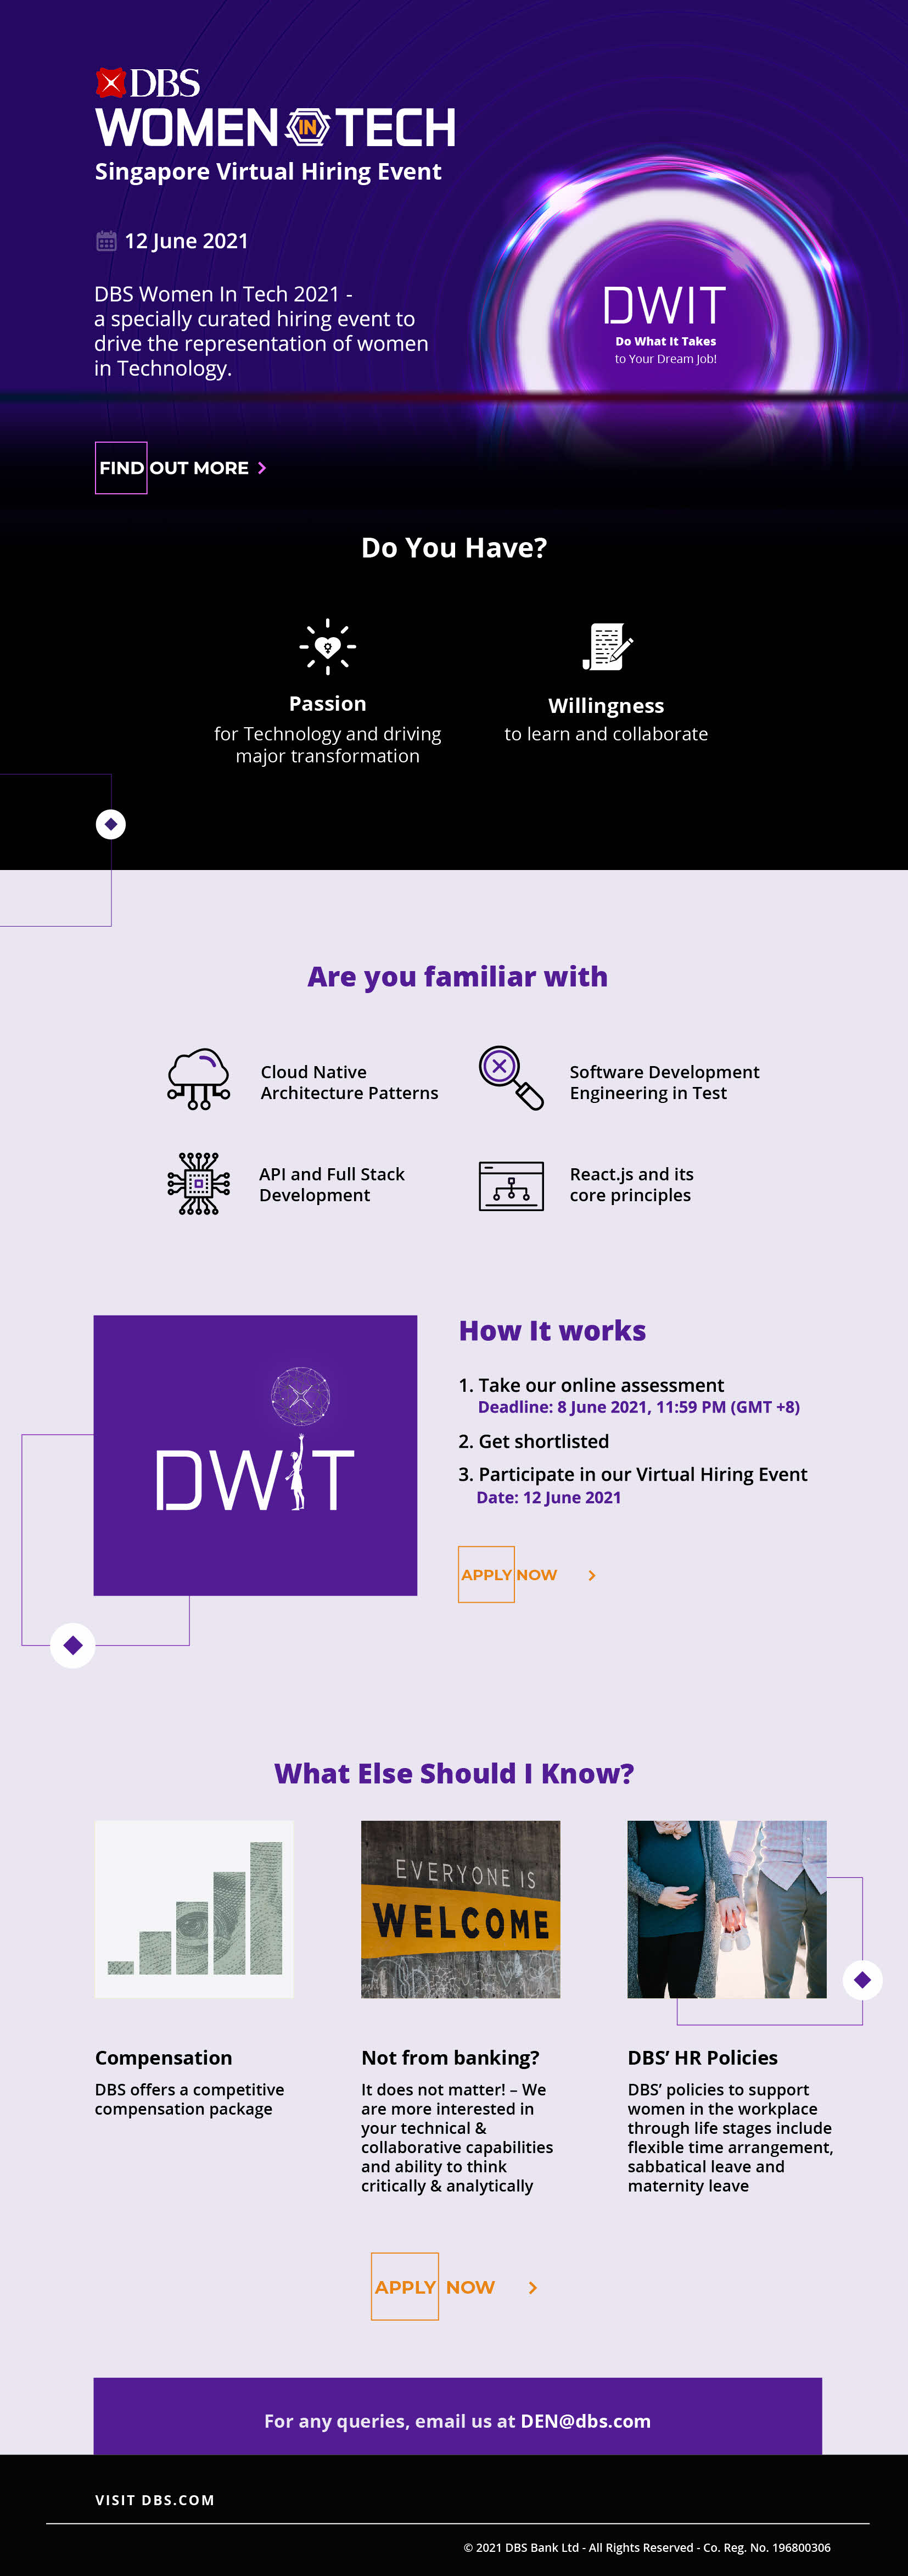 DBS
WOMEN IN TECH
Singapore Virtual Hiring Event
12 June 2021
DBS Women In Tech 2021 -
a specially curated hiring event to
drive the representation of women
in Technology.
DWIT
Do What It Takes
to Your Dream Job!
FIND OUT MORE
Do You Have?
Passion
for Technology and driving
major transformation
Willingness
to learn and collaborate
Are you familiar with
Cloud Native
Architecture Patterns
Software Development
Engineering in Test
API and Full Stack
Development
React.js and its
core principles
DWIT
How It works
1. Take our online assessment
Deadline: 8 June 2021, 11:59 PM (GMT +8)
2. Get shortlisted
3. Participate in our Virtual Hiring Event
Date: 12 June 2021
APPLY NOW
What Else Should I Know?
EVERYONE IS
WELCOME
Compensation
DBS offers a competitive
compensation package
Not from banking?
It does not matter! – We
are more interested in
your technical &
collaborative capabilities
and ability to think
critically & analytically
DBS’ HR Policies
DBS’ policies to support
women in the workplace
through life stages include
flexible time arrangement,
sabbatical leave and
maternity leave
APPLY NOW
For any queries, email us at DEN@dbs.com
VISIT DBS.COM
© 2021 DBS Bank Ltd - All Rights Reserved - Co. Reg. No. 196800306